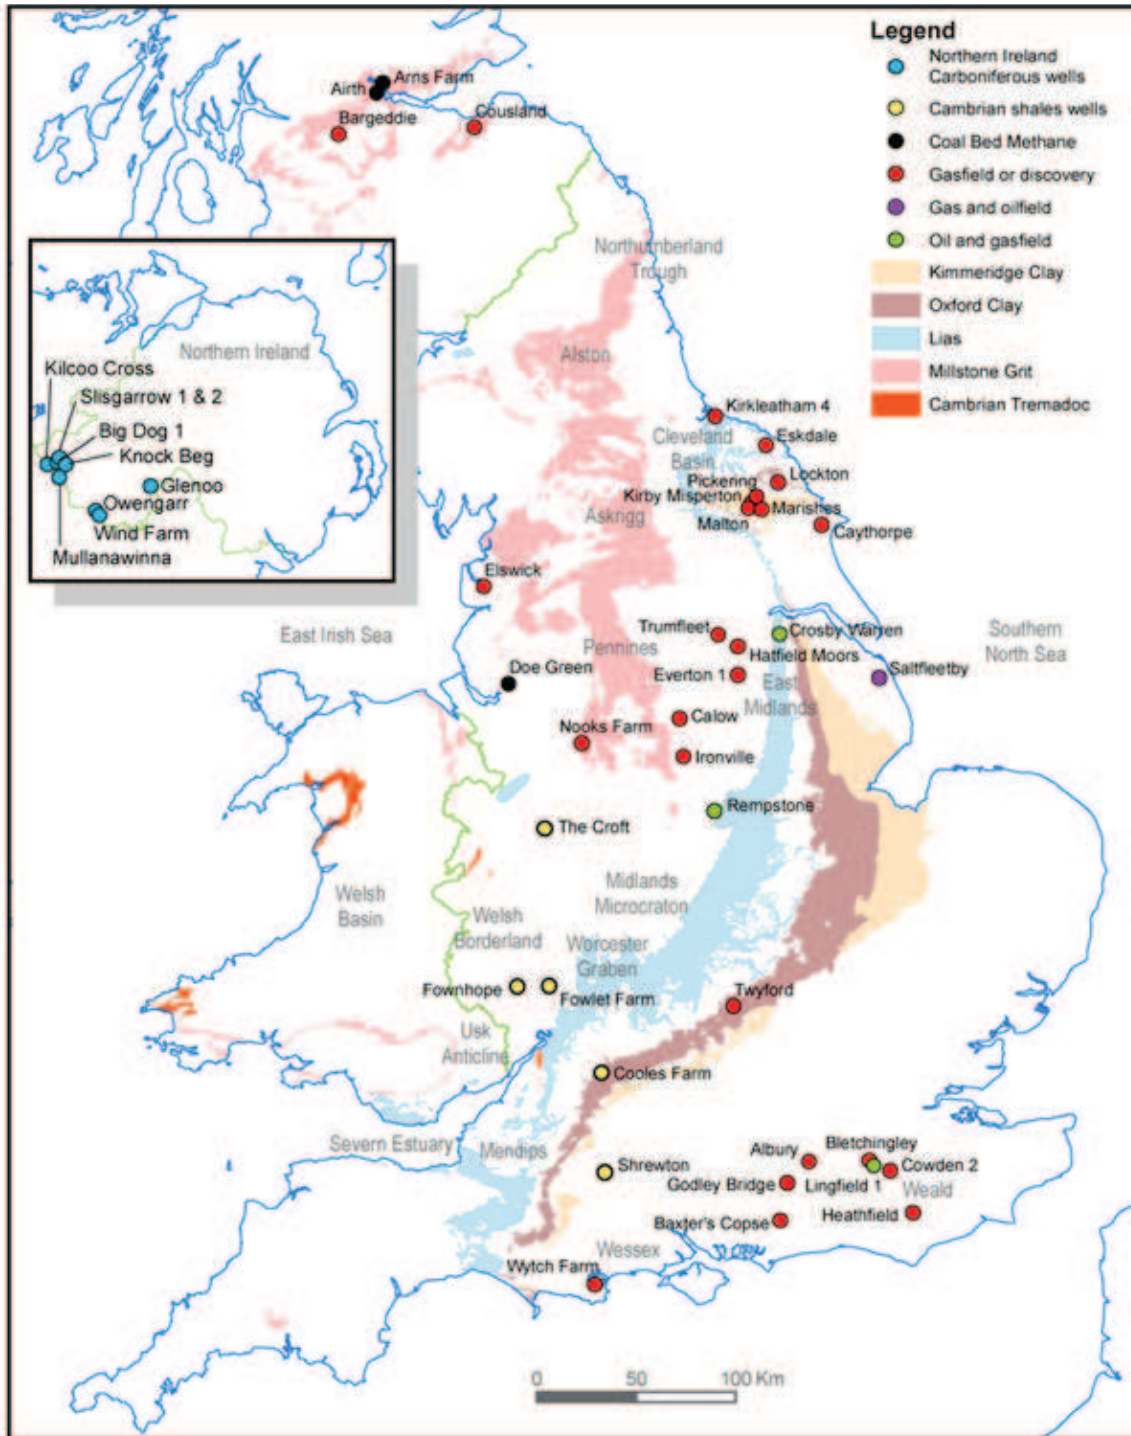 Legend
Northern Ireland
Carboniferous wells
Cambrian shales wells
Coal Bed Methane
Gasfield or discovery
Gas and oilfield
Oil and gasfield
Kimmeridge Clay
Oxford Clay
Lias
Millstone Grit
Cambrian Tremadoc
Arns Farm
Airth
Bargeddie
Cousland
Northumberland
Trough
Alston
Northern Ireland
Kilcoo Cross
Slisgarrow 1 & 2
Big Dog 1
Knock Beg
Glenoo
Owengarr
Wind Farm
Mullanawinna
Kirkleatham 4
Cleveland
Basin
Eskdale
Lockton
Pickering
Kirby Misperton
Marishes
Malton
Caythorpe
Askrigg
Elswick
East Irish Sea
Pennines
Trumfleet
Crosby Warren
Hatfield Moors
Southern
North Sea
Saltfleetby
Doe Green
Everton 1
East
Midlands
Calow
Nooks Farm
Ironville
Rempstone
The Croft
Midlands
Microcraton
Welsh
Basin
Welsh
Borderland
Worcester
Graben
Fownhope
Fowlet Farm
Twyford
Usk
Anticline
Cooles Farm
Severn Estuary
Mendips
Shrewton
Albury
Bletchingley
Cowden 2
Godley Bridge
Lingfield 1
Weald
Baxter's Copse
Heathfield
Wessex
Wytch Farm
0 50 100 Km